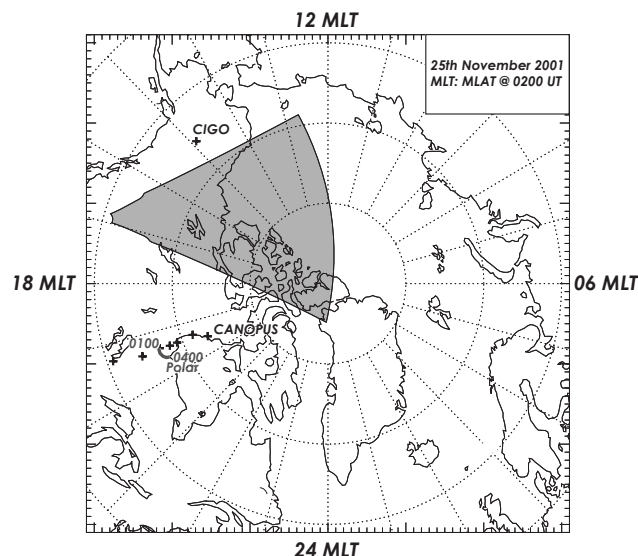 12 MLT
25th November 2001
MLT: MLAT @ 0200 UT
CIGO
18 MLT
06 MLT
CANOPUS
0100
0400
Polar
24 MLT